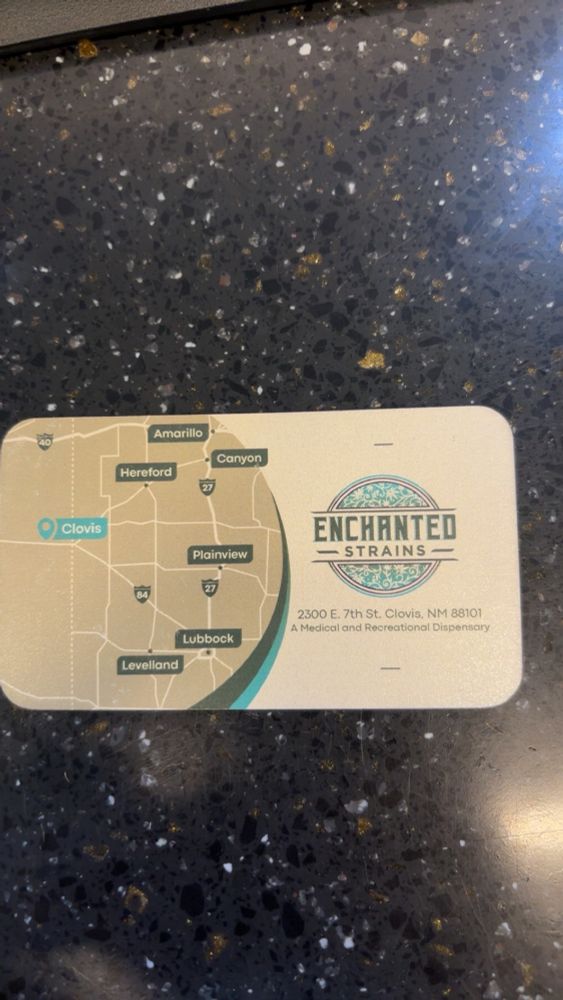 40
Amarillo
Canyon
Hereford
27
Clovis
Plainview
84
27
Lubbock
Levelland
ENCHANTED
STRAINS
2300 E. 7th St. Clovis, NM 88101
A Medical and Recreational Dispensary